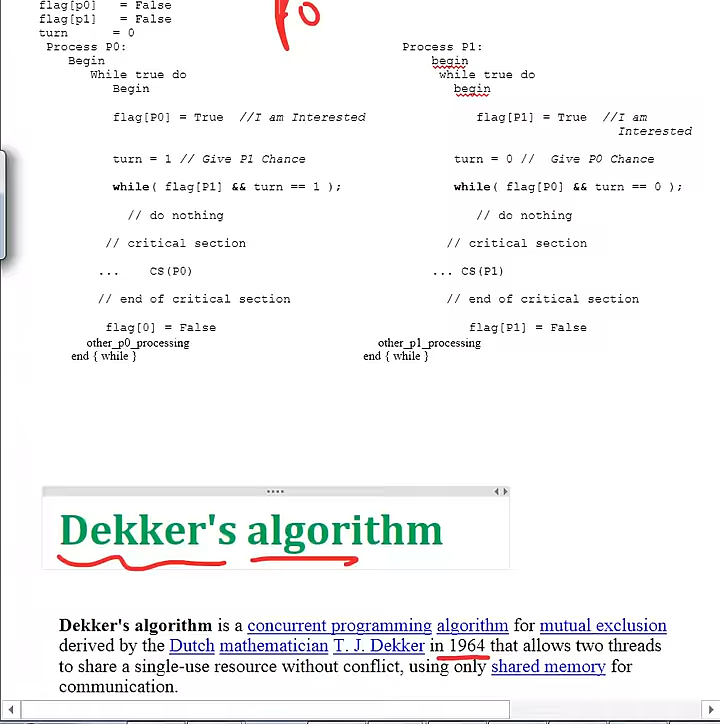 flag[p0]   = False
P0
flag[p1]   = False
turn      = 0
Process P0:
Begin
While true do
Begin
flag[P0] = True  //I am Interested
turn = 1 // Give P1 Chance
while( flag[P1] && turn == 1 );
// do nothing
// critical section
...    CS(P0)
// end of critical section
flag[0] = False
other_p0_processing
end { while }
Process P1:
begin
while true do
begin
flag[P1] = True  //I am
Interested
turn = 0 //  Give P0 Chance
while( flag[P0] && turn == 0 );
// do nothing
// critical section
... CS(P1)
// end of critical section
flag[P1] = False
other_p1_processing
end { while }
Dekker's algorithm
Dekker's algorithm is a concurrent programming algorithm for mutual exclusion
derived by the Dutch mathematician T. J. Dekker in 1964 that allows two threads
to share a single-use resource without conflict, using only shared memory for
communication.